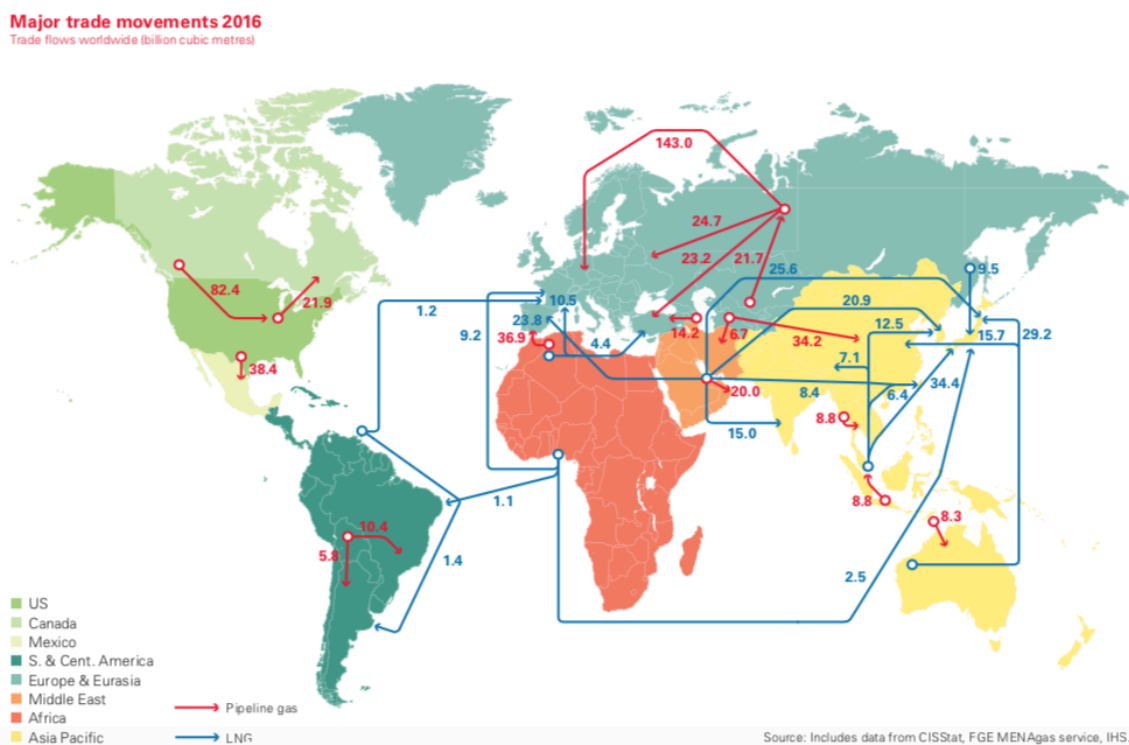 Major trade movements 2016
Trade flows worldwide (billion cubic metres)
143.0
24.7
23.2
21.7
25.6
9.5
82.4
21.9
1.2
10.5
20.9
9.2
23.8
12.5
15.7
29.2
36.9
4.4
14.2
6.7
34.2
38.4
7.1
20.0
8.4
6.4
34.4
8.8
15.0
8.8
1.1
8.3
10.4
5.8
1.4
2.5
US
Canada
Mexico
S. & Cent. America
Europe & Eurasia
Middle East
Africa
Asia Pacific
Pipeline gas
LNG
Source: Includes data from CISStat, FGE MENAgas service, IHS.